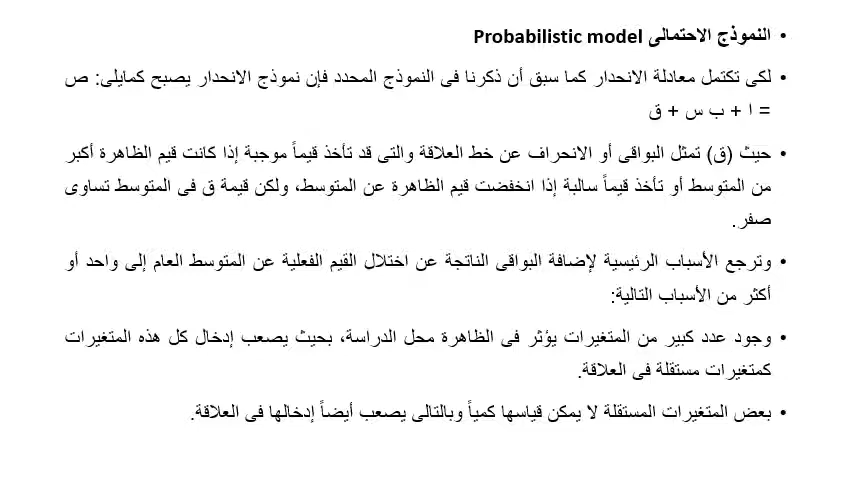 • النموذج الاحتمالى Probabilistic model
• لكى تكتمل معادلة الانحدار كما سبق أن ذكرنا فى النموذج المحدد فإن نموذج الانحدار يصبح كمايلى: ص
= ا + ب س + ق
• حيث (ق) تمثل البواقى أو الانحراف عن خط العلاقة والتى قد تأخذ قيماً موجبة إذا كانت قيم الظاهرة أكبر
من المتوسط أو تأخذ قيماً سالبة إذا انخفضت قيم الظاهرة عن المتوسط، ولكن قيمة ق فى المتوسط تساوى
صفر.
• وترجع الأسباب الرئيسية لإضافة البواقى الناتجة عن اختلال القيم الفعلية عن المتوسط العام إلى واحد أو
أكثر من الأسباب التالية:
• وجود عدد كبير من المتغيرات يؤثر فى الظاهرة محل الدراسة، بحيث يصعب إدخال كل هذه المتغيرات
كمتغيرات مستقلة فى العلاقة.
• بعض المتغيرات المستقلة لا يمكن قياسها كمياً وبالتالى يصعب أيضاً إدخالها فى العلاقة.